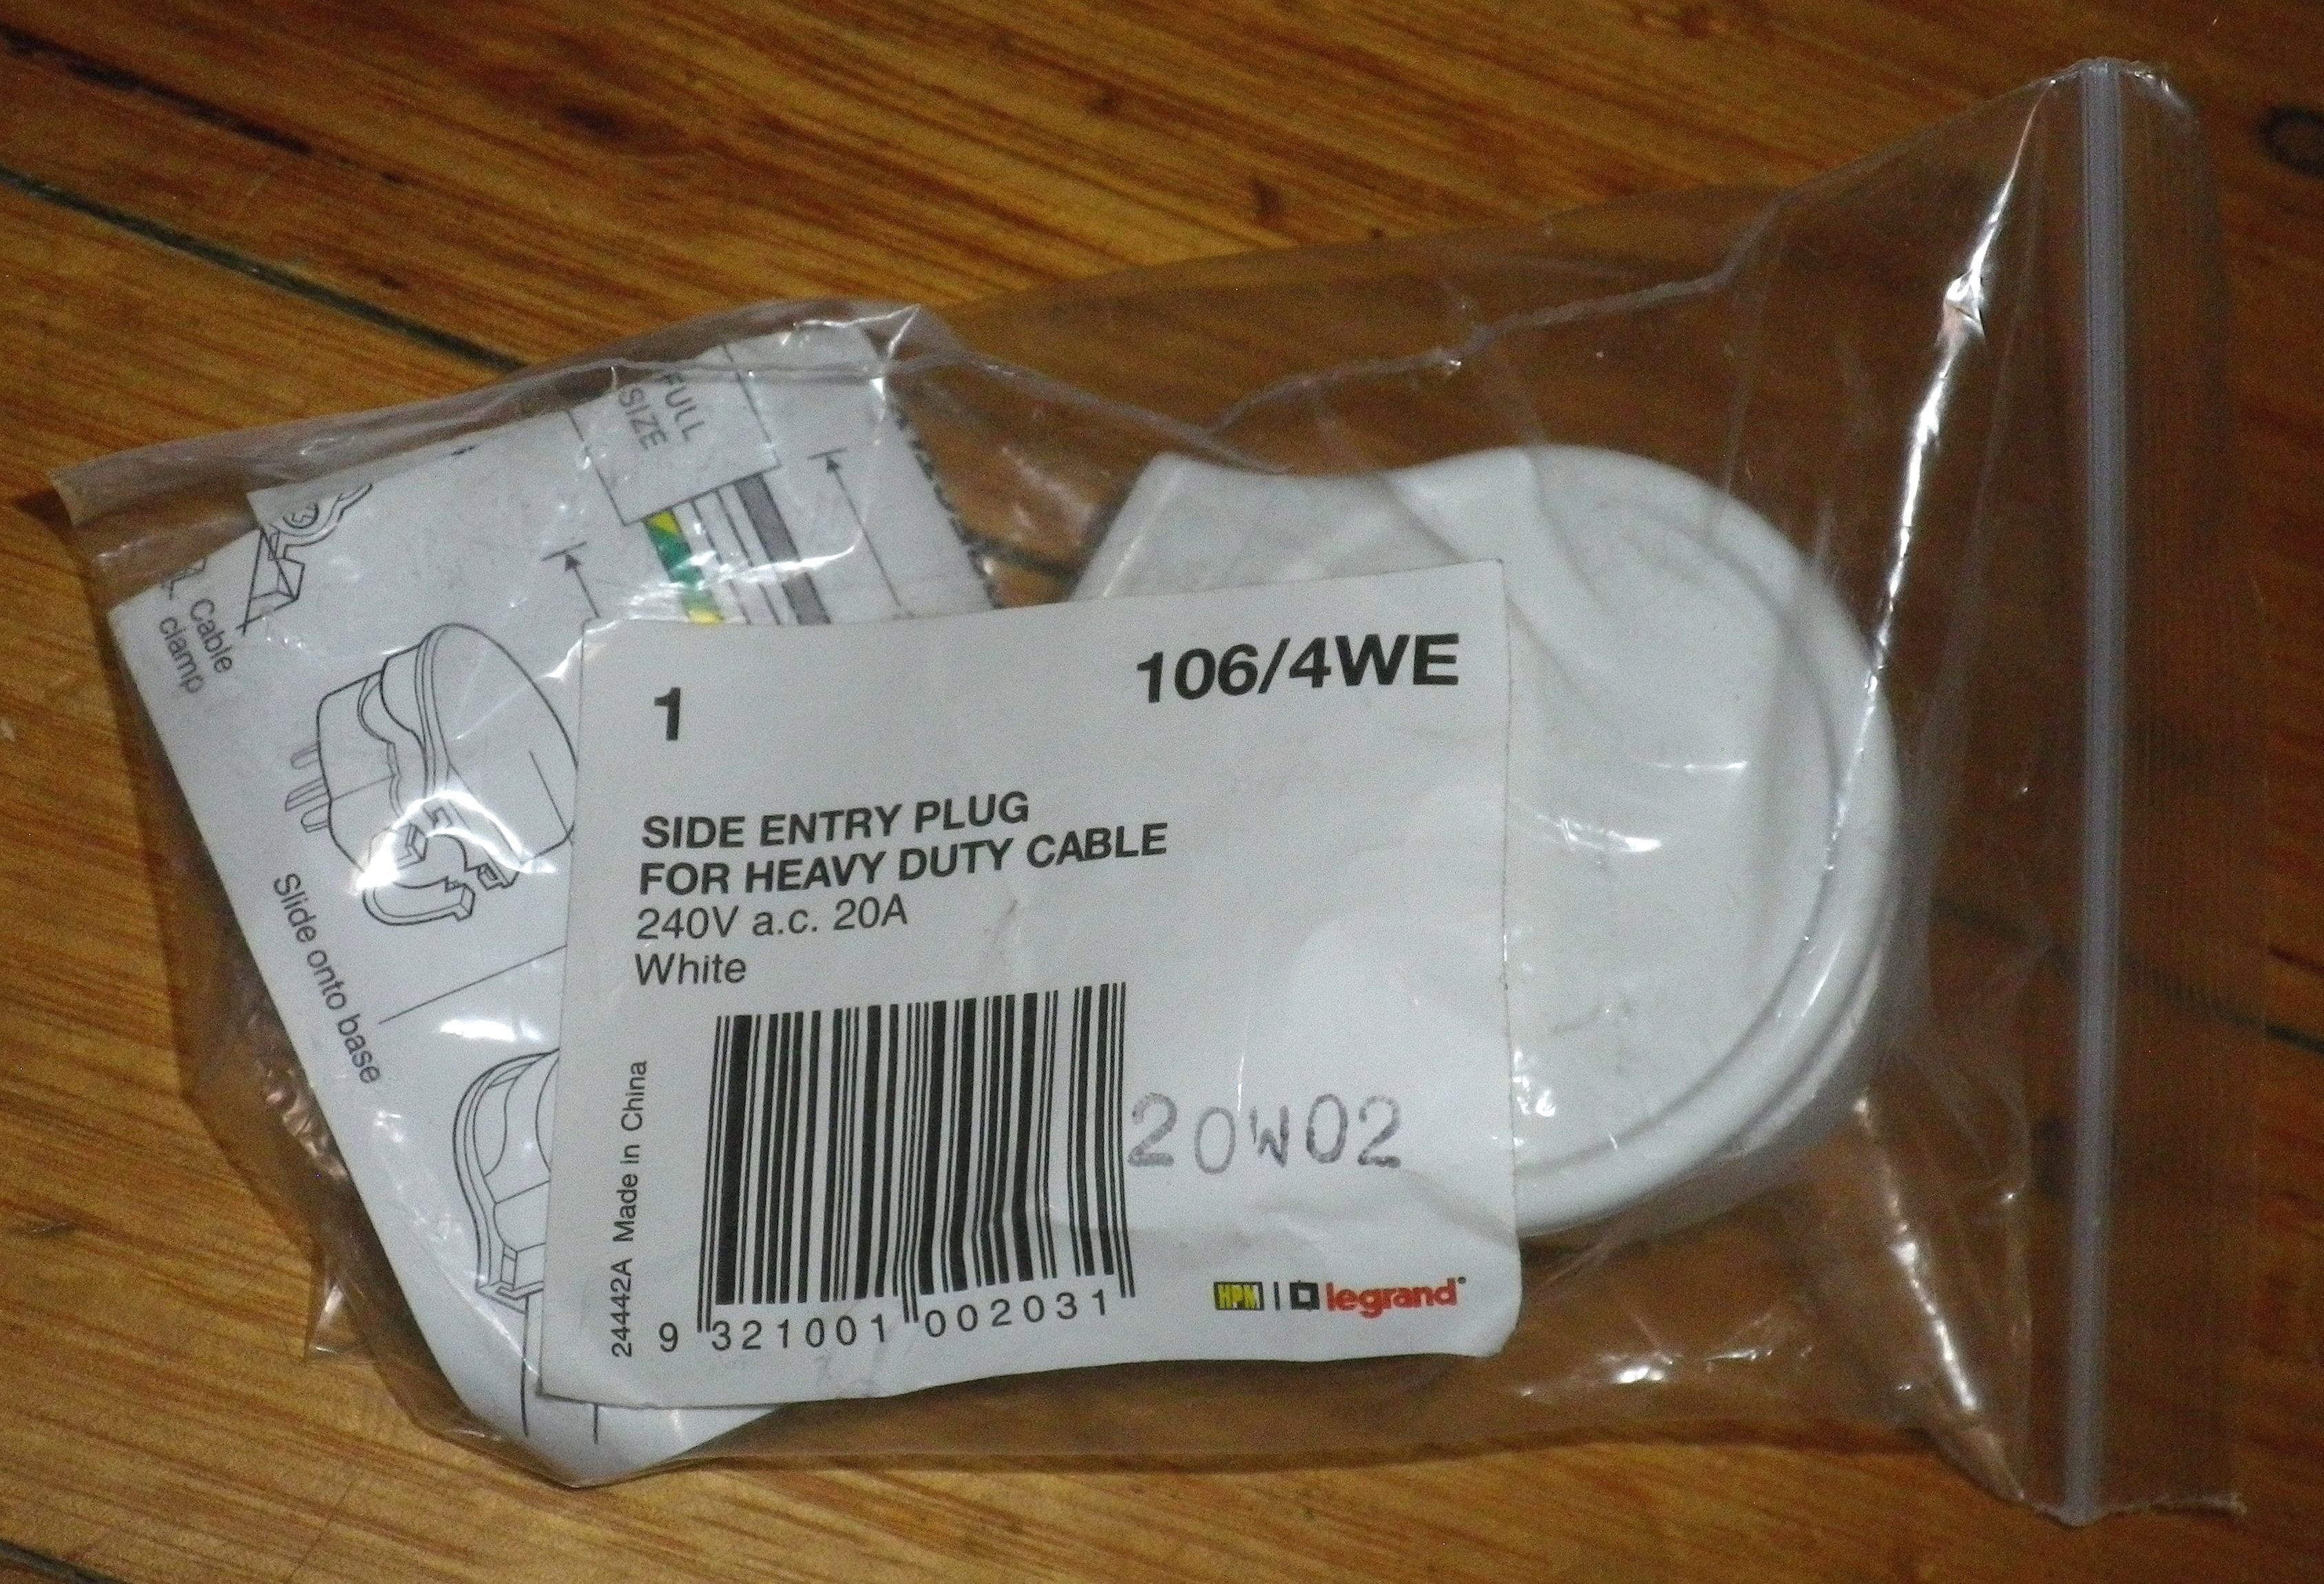 FULL
SIZE
Cable
clamp
Slide onto base
1
106/4WE
SIDE ENTRY PLUG
FOR HEAVY DUTY CABLE
240V a.c. 20A
White
24442A Made in China
20W02
9 321001 002031
HPM legrand